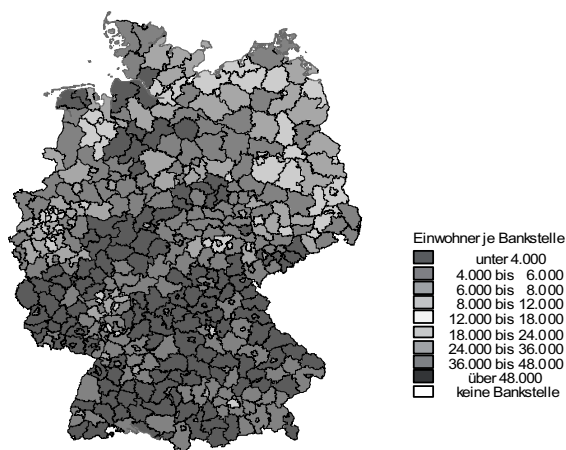 Einwohner je Bankstelle
unter 4.000
4.000 bis 6.000
6.000 bis 8.000
8.000 bis 12.000
12.000 bis 18.000
18.000 bis 24.000
24.000 bis 36.000
36.000 bis 48.000
über 48.000
keine Bankstelle